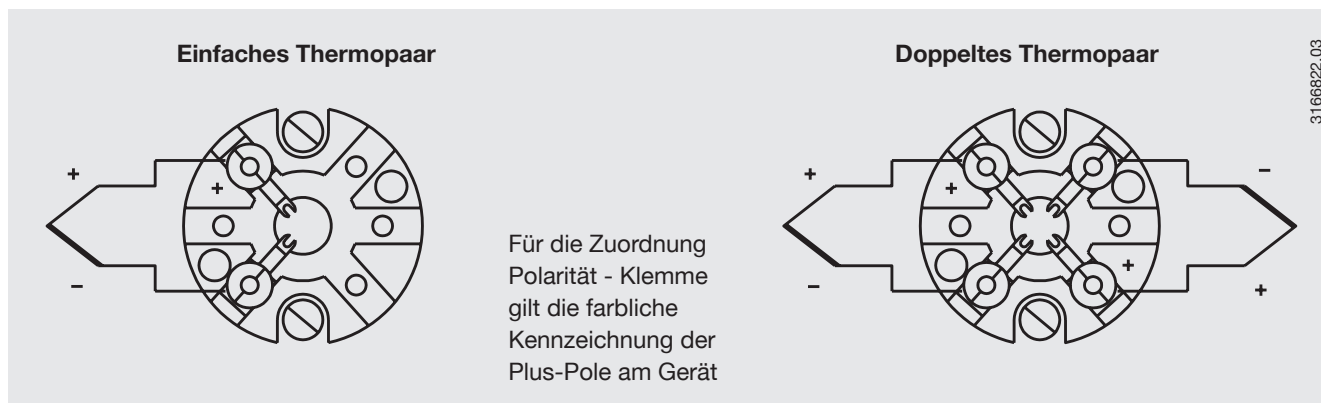 Einfaches Thermopaar
Doppeltes Thermopaar
3166822.03
+
+
−
Für die Zuordnung
Polarität - Klemme
gilt die farbliche
Kennzeichnung der
Plus-Pole am Gerät
+
+
−
−
+
+